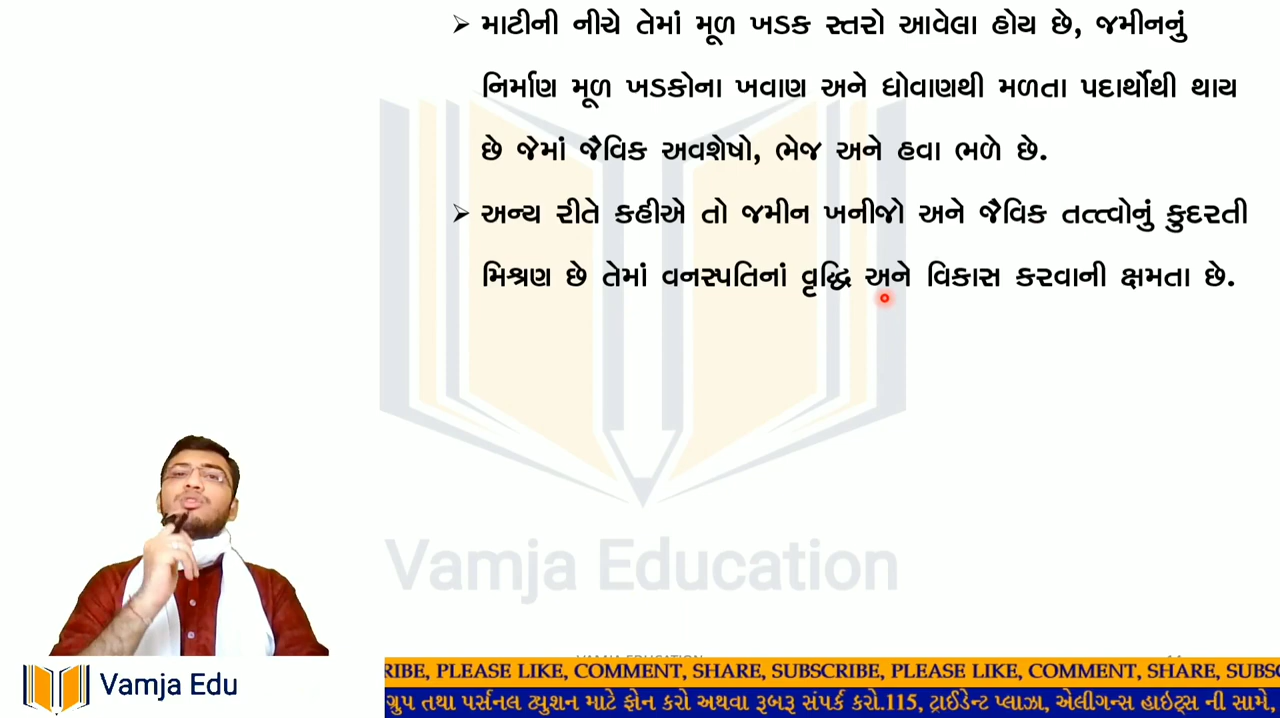 ➢ માટીની નીચે તેમાં મૂળ ખડક સ્તરો આવેલા હોય છે, જમીનનું
નિર્માણ મૂળ ખડકોના ખવાણ અને ધોવાણથી મળતા પદાર્થોથી થાય
છે જેમાં જૈવિક અવશેષો, ભેજ અને હવા ભળે છે.
➢ અન્ય રીતે કહીએ તો જમીન ખનીજો અને જૈવિક તત્ત્વોનું કુદરતી
મિશ્રણ છે તેમાં વનસ્પતિનાં વૃદ્ધિ અને વિકાસ કરવાની ક્ષમતા છે.
Vamja Education
Vamja Edu
RIBE, PLEASE LIKE, COMMENT, SHARE, SUBSCRIBE, PLEASE LIKE, COMMENT, SHARE, SUBSC
ગ્રુપ તથા પર્સનલ ટ્યુશન માટે ફોન કરો અથવા રૂબરૂ સંપર્ક કરો.115, ટ્રાઈડેન્ટ પ્લાઝા, એલીગન્સ હાઇટ્સ ની સામે,